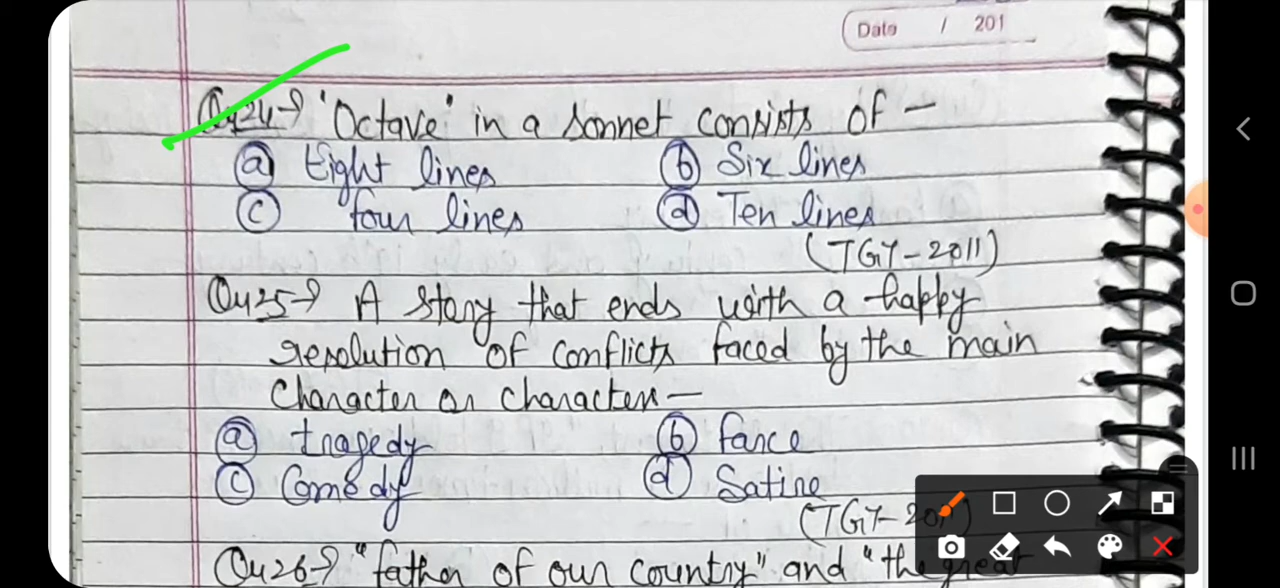 Date / 201
Qu24→ 'Octave' in a sonnet consists of –
(a) Eight lines (b) Six lines
(c) four lines (d) Ten lines
(TGT-2011)
Qu25→ A story that ends with a happy
resolution of conflicts faced by the main
character or characters —
(a) tragedy (b) farce
(c) Comedy (d) Satire
(TGT-201
Qu26→ "father of our country" and "the great